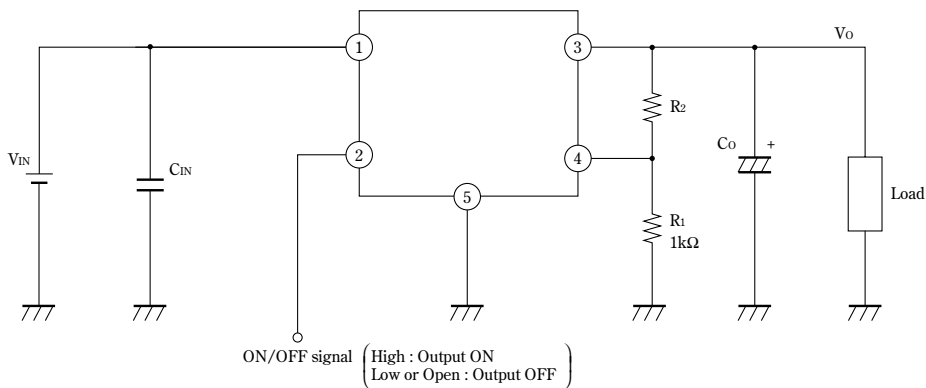 1
3
VO
R2
2
4
CO +
VIN
CIN
5
R1
1kΩ
Load
ON/OFF signal
High : Output ON
Low or Open : Output OFF